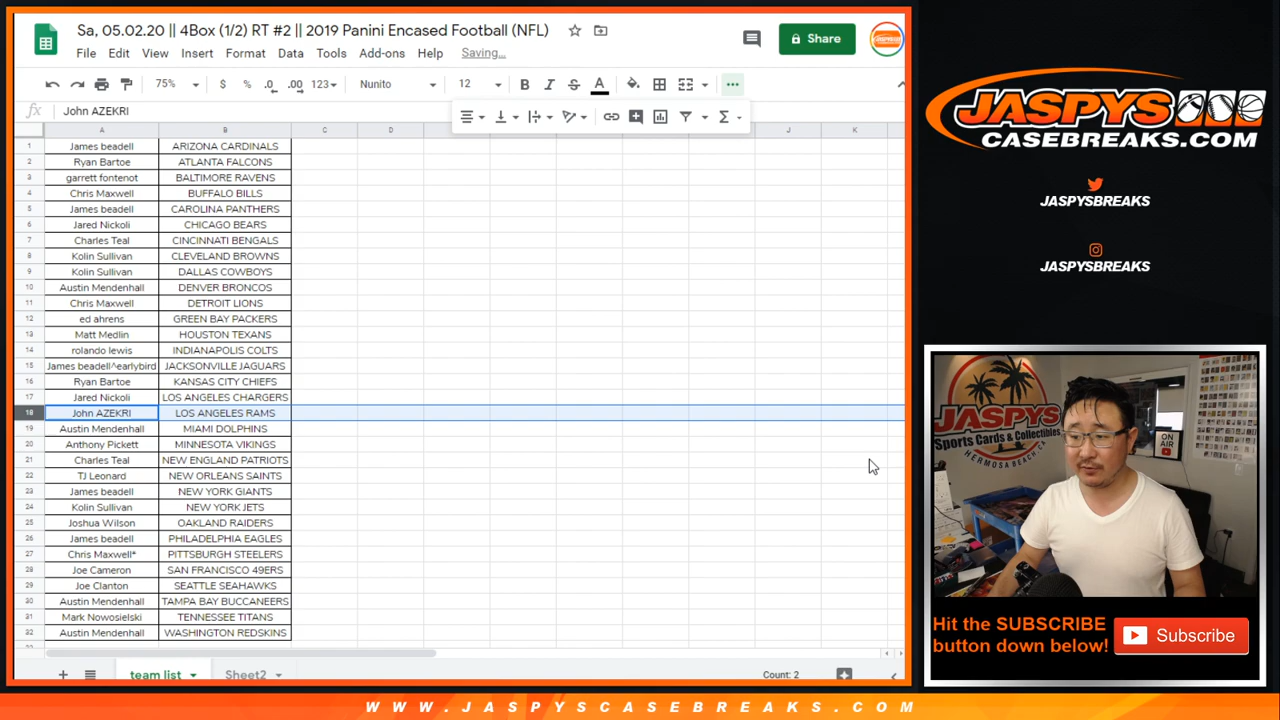 Sa, 05.02.20 || 4Box (1/2) RT #2 || 2019 Panini Encased Football (NFL)
File Edit View Insert Format Data Tools Add-ons Help Saving...
Share
75% $ % .0 .00 123 Nunito 12 B I S A
fx John AZEKRI
A B C D J K
1 James beadell ARIZONA CARDINALS
2 Ryan Bartoe ATLANTA FALCONS
3 garrett fontenot BALTIMORE RAVENS
4 Chris Maxwell BUFFALO BILLS
5 James beadell CAROLINA PANTHERS
6 Jared Nickoli CHICAGO BEARS
7 Charles Teal CINCINNATI BENGALS
8 Kolin Sullivan CLEVELAND BROWNS
9 Kolin Sullivan DALLAS COWBOYS
10 Austin Mendenhall DENVER BRONCOS
11 Chris Maxwell DETROIT LIONS
12 ed ahrens GREEN BAY PACKERS
13 Matt Medlin HOUSTON TEXANS
14 rolando lewis INDIANAPOLIS COLTS
15 James beadell^earlybird JACKSONVILLE JAGUARS
16 Ryan Bartoe KANSAS CITY CHIEFS
17 Jared Nickoli LOS ANGELES CHARGERS
18 John AZEKRI LOS ANGELES RAMS
19 Austin Mendenhall MIAMI DOLPHINS
20 Anthony Pickett MINNESOTA VIKINGS
21 Charles Teal NEW ENGLAND PATRIOTS
22 TJ Leonard NEW ORLEANS SAINTS
23 James beadell NEW YORK GIANTS
24 Kolin Sullivan NEW YORK JETS
25 Joshua Wilson OAKLAND RAIDERS
26 James beadell PHILADELPHIA EAGLES
27 Chris Maxwell* PITTSBURGH STEELERS
28 Joe Cameron SAN FRANCISCO 49ERS
29 Joe Clanton SEATTLE SEAHAWKS
30 Austin Mendenhall TAMPA BAY BUCCANEERS
31 Mark Nowosielski TENNESSEE TITANS
32 Austin Mendenhall WASHINGTON REDSKINS
team list Sheet2 Count: 2
JASPYS
CASEBREAKS.COM
JASPYSBREAKS
JASPYSBREAKS
JASPYS
Sports Cards & Collectibles
HERMOSA BEACH
ON AIR
Hit the SUBSCRIBE
button down below!
Subscribe
WWW.JASPYSCASEBREAKS.COM